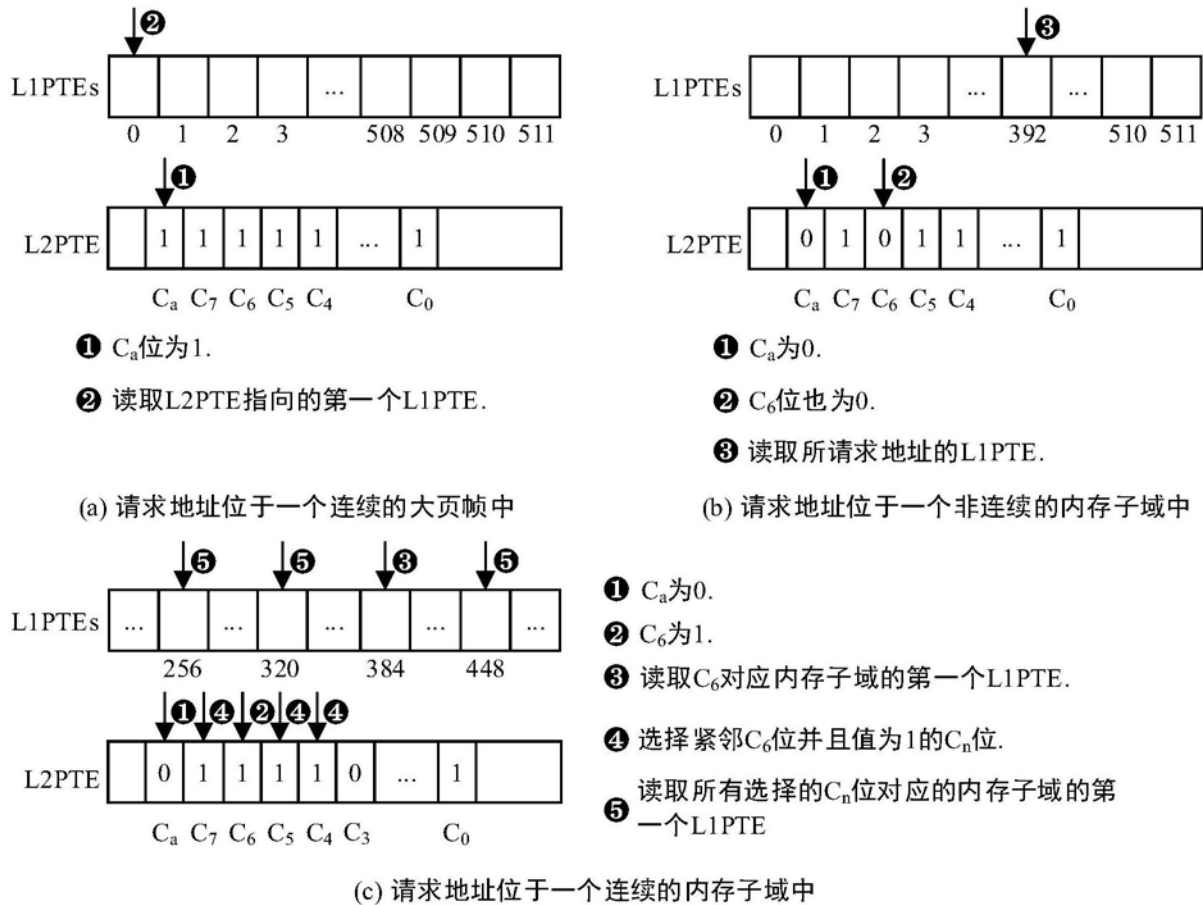 ❷
L1PTEs ...
0 1 2 3 508 509 510 511
❶
L2PTE 1 1 1 1 1 ... 1
Ca C7 C6 C5 C4 C0
❶ Ca位为1.
❷ 读取L2PTE指向的第一个L1PTE.
(a) 请求地址位于一个连续的大页帧中
❸
L1PTEs ... ...
0 1 2 3 392 510 511
❶ ❷
L2PTE 0 1 0 1 1 ... 1
Ca C7 C6 C5 C4 C0
❶ Ca为0.
❷ C6位也为0.
❸ 读取所请求地址的L1PTE.
(b) 请求地址位于一个非连续的内存子域中
❺ ❺ ❸ ❺
L1PTEs ... ... ... ... ...
256 320 384 448
❶ ❹ ❷ ❹ ❹
L2PTE 0 1 1 1 1 0 ... 1
Ca C7 C6 C5 C4 C3 C0
❶ Ca为0.
❷ C6为1.
❸ 读取C6对应内存子域的第一个L1PTE.
❹ 选择紧邻C6位并且值为1的Cn位.
❺ 读取所有选择的Cn位对应的内存子域的第
一个L1PTE
(c) 请求地址位于一个连续的内存子域中